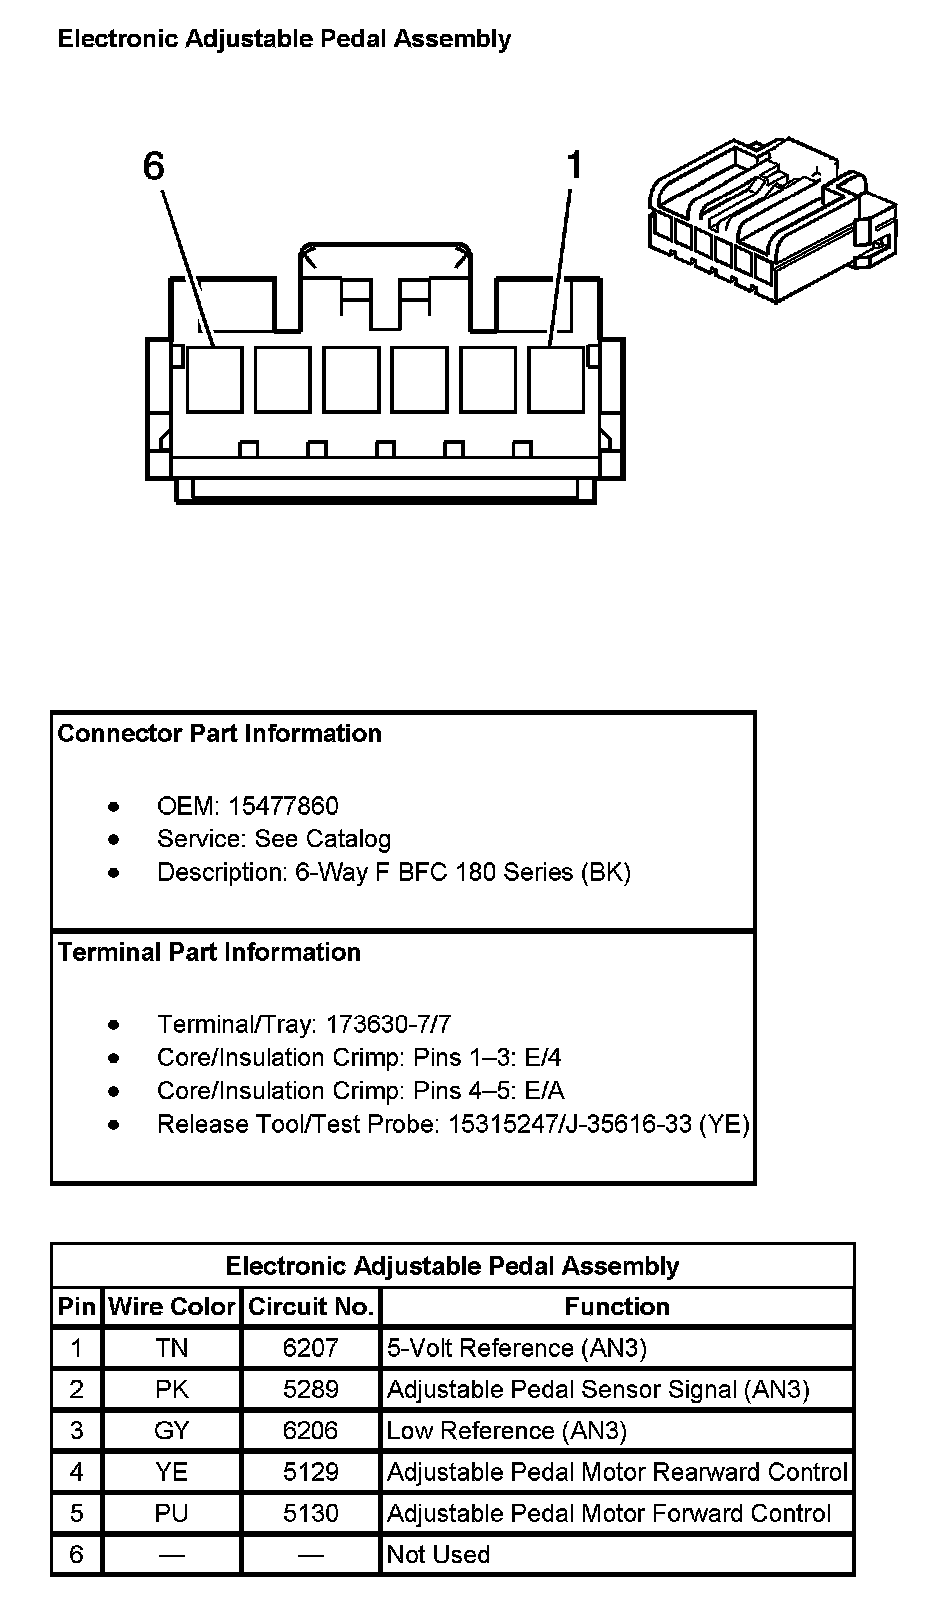 Electronic Adjustable Pedal Assembly
6 1
Connector Part Information
• OEM: 15477860
• Service: See Catalog
• Description: 6-Way F BFC 180 Series (BK)
Terminal Part Information
• Terminal/Tray: 173630-7/7
• Core/Insulation Crimp: Pins 1–3: E/4
• Core/Insulation Crimp: Pins 4–5: E/A
• Release Tool/Test Probe: 15315247/J-35616-33 (YE)
Electronic Adjustable Pedal Assembly
Pin Wire Color Circuit No. Function
1 TN 6207 5-Volt Reference (AN3)
2 PK 5289 Adjustable Pedal Sensor Signal (AN3)
3 GY 6206 Low Reference (AN3)
4 YE 5129 Adjustable Pedal Motor Rearward Control
5 PU 5130 Adjustable Pedal Motor Forward Control
6 — — Not Used